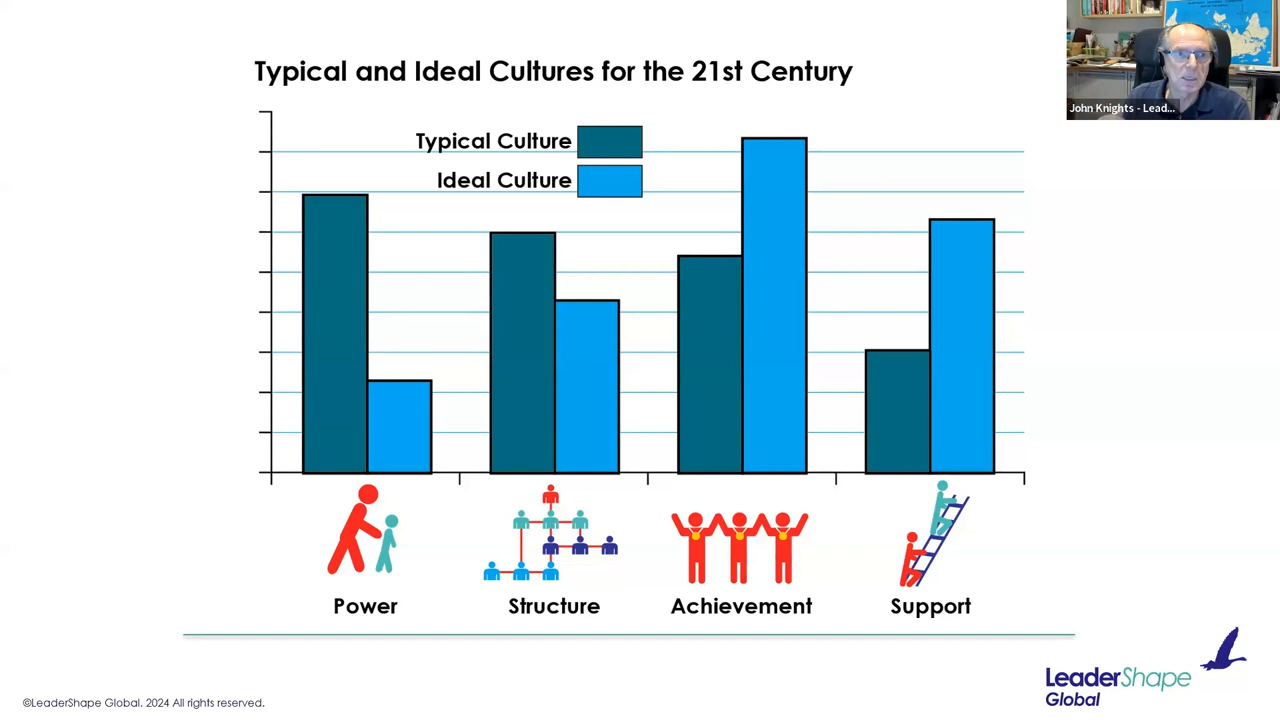 Typical and Ideal Cultures for the 21st Century
John Knights - Lead...
Typical Culture
Ideal Culture
Power
Structure
Achievement
Support
LeaderShape
Global
©LeaderShape Global. 2024 All rights reserved.